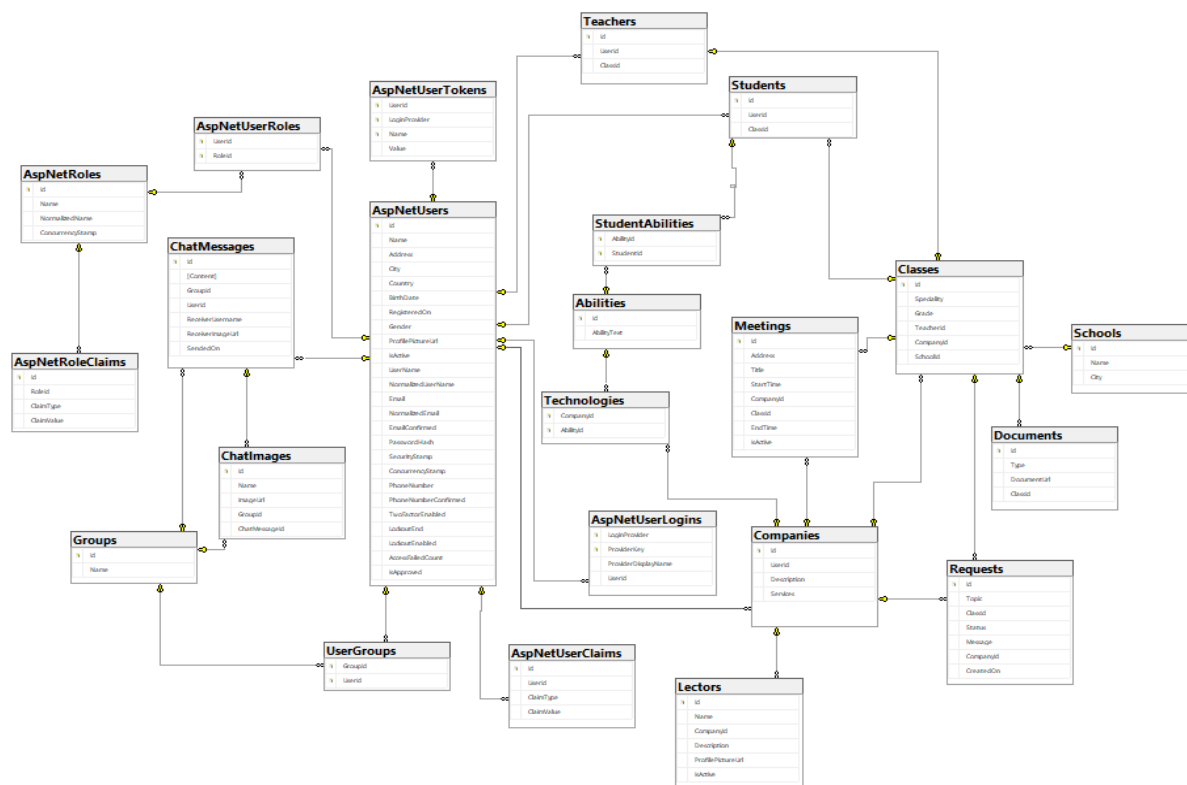 Teachers
Id
UserId
ClassId
Students
Id
UserId
ClassId
AspNetUserTokens
UserId
LoginProvider
Name
Value
AspNetUserRoles
UserId
RoleId
AspNetRoles
Id
Name
NormalizedName
ConcurrencyStamp
AspNetUsers
Id
Name
Address
City
Country
BirthDate
RegisteredOn
Gender
ProfilePictureUrl
IsActive
UserName
NormalizedUserName
Email
NormalizedEmail
EmailConfirmed
PasswordHash
SecurityStamp
ConcurrencyStamp
PhoneNumber
PhoneNumberConfirmed
TwoFactorEnabled
LockoutEnd
LockoutEnabled
AccessFailedCount
IsApproved
StudentAbilities
AbilityId
StudentId
ChatMessages
Id
[Content]
GroupId
UserId
ReceiverUsername
ReceiverImageUrl
SendedOn
Classes
Id
Speciality
Grade
TeacherId
CompanyId
SchoolId
Abilities
Id
AbilityText
Meetings
Id
Address
Title
StartTime
CompanyId
ClassId
EndTime
IsActive
Schools
Id
Name
City
AspNetRoleClaims
Id
RoleId
ClaimType
ClaimValue
Technologies
CompanyId
AbilityId
Documents
Id
Type
DocumentUrl
ClassId
ChatImages
Id
Name
ImageUrl
GroupId
ChatMessageId
AspNetUserLogins
LoginProvider
ProviderKey
ProviderDisplayName
UserId
Companies
Id
UserId
Description
Services
Groups
Id
Name
Requests
Id
Topic
ClassId
Status
Message
CompanyId
CreatedOn
UserGroups
GroupId
UserId
AspNetUserClaims
Id
UserId
ClaimType
ClaimValue
Lectors
Id
Name
CompanyId
Description
ProfilePictureUrl
IsActive